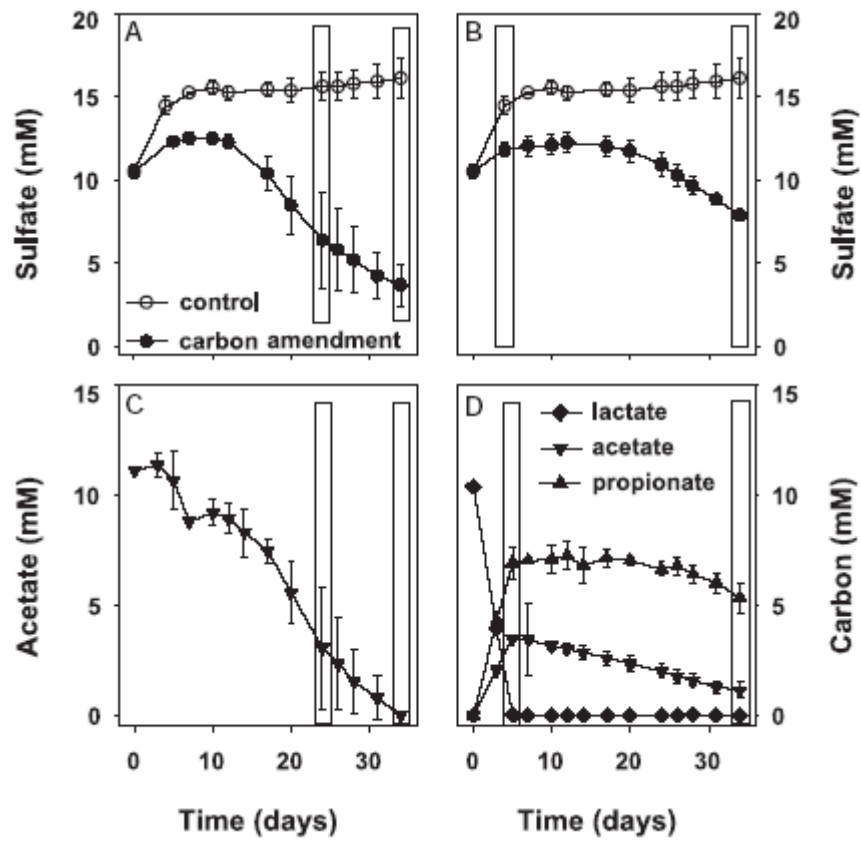 A
B
20
15
10
5
0
Sulfate (mM)
control
carbon amendment
20
15
10
5
0
Sulfate (mM)
C
D
15
10
5
0
Acetate (mM)
lactate
acetate
propionate
15
10
5
0
Carbon (mM)
0 10 20 30
0 10 20 30
Time (days)
Time (days)